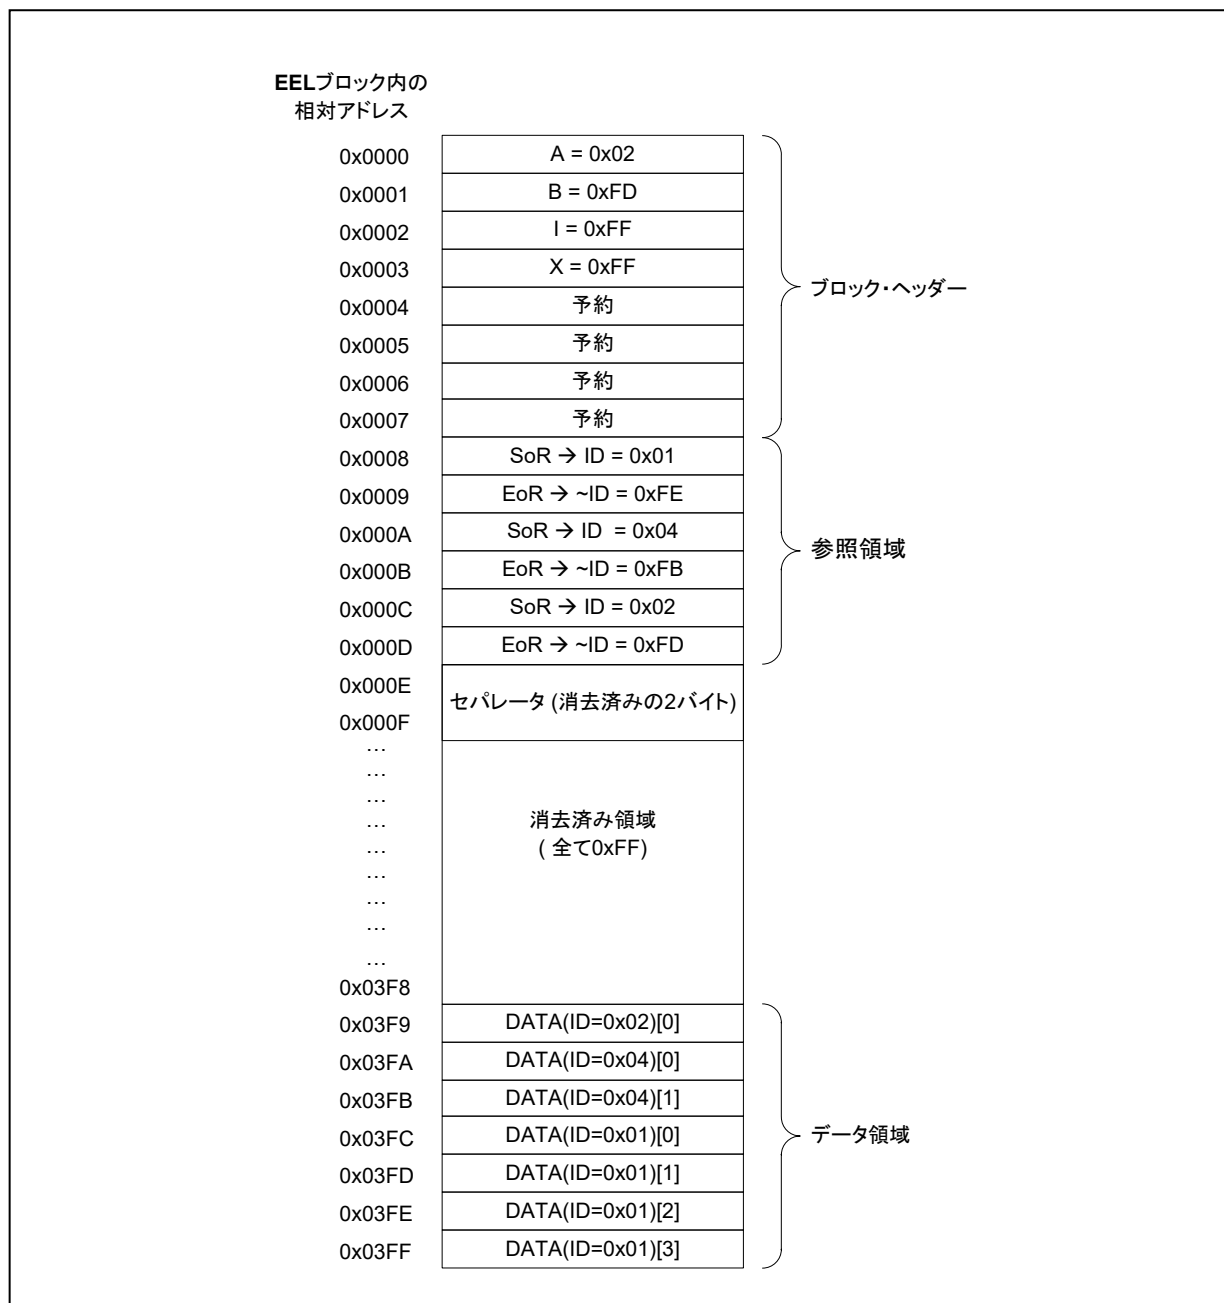 EELブロック内の
相対アドレス
0x0000 A = 0x02
0x0001 B = 0xFD
0x0002 I = 0xFF
0x0003 X = 0xFF
ブロック・ヘッダー
0x0004 予約
0x0005 予約
0x0006 予約
0x0007 予約
0x0008 SoR → ID = 0x01
0x0009 EoR → ~ID = 0xFE
0x000A SoR → ID = 0x04
参照領域
0x000B EoR → ~ID = 0xFB
0x000C SoR → ID = 0x02
0x000D EoR → ~ID = 0xFD
0x000E
セパレータ (消去済みの2バイト)
0x000F
…
…
…
…
消去済み領域
…
( 全て0xFF)
…
…
…
…
0x03F8
0x03F9 DATA(ID=0x02)[0]
0x03FA DATA(ID=0x04)[0]
0x03FB DATA(ID=0x04)[1]
0x03FC DATA(ID=0x01)[0]
データ領域
0x03FD DATA(ID=0x01)[1]
0x03FE DATA(ID=0x01)[2]
0x03FF DATA(ID=0x01)[3]